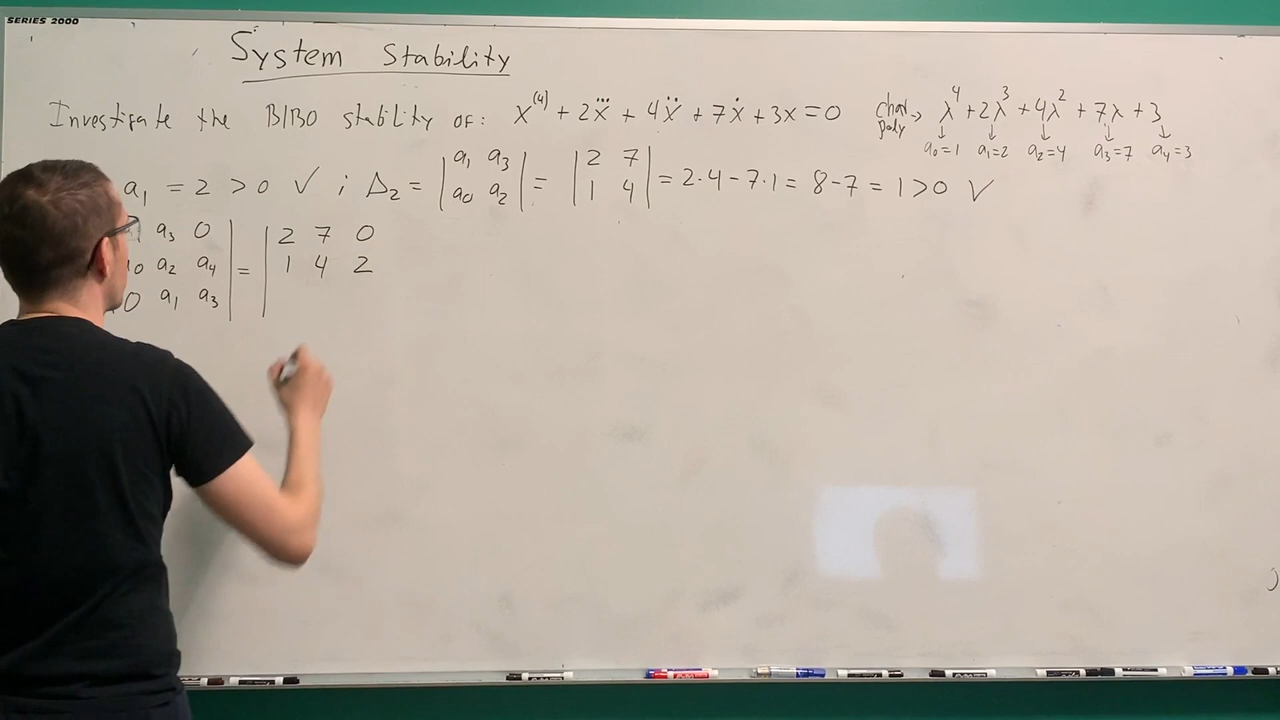 SERIES 2000
System Stability
Investigate the BIBO stability of: x⁽⁴⁾ + 2x⃛ + 4ẍ + 7ẋ + 3x = 0 char poly → λ⁴ + 2λ³ + 4λ² + 7λ + 3
↓ ↓ ↓ ↓ ↓
a₀=1 a₁=2 a₂=4 a₃=7 a₄=3
a₁ = 2 > 0 ✓ ; Δ₂ = | a₁ a₃ | = | 2 7 | = 2·4 − 7·1 = 8 − 7 = 1 > 0 ✓
| a₀ a₂ | | 1 4 |
a₃ 0 | = | 2 7 0
a₂ a₄ | | 1 4 2
0 a₁ a₃ | |